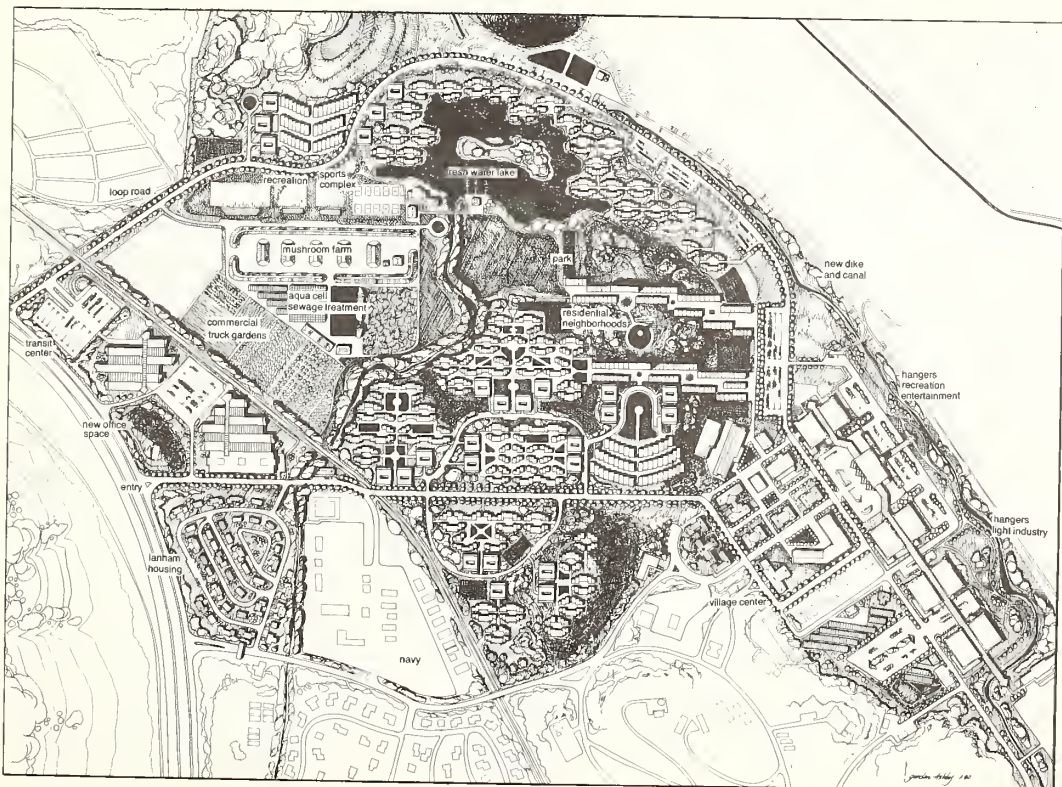 loop road
recreation
sports
complex
fresh water lake
mushroom farm
park
new dike
and canal
aqua cell
sewage treatment
residential
neighborhoods
commercial
truck gardens
transit
center
hangers
recreation
entertainment
new office
space
entry
hangers
light industry
lanham
housing
village center
navy